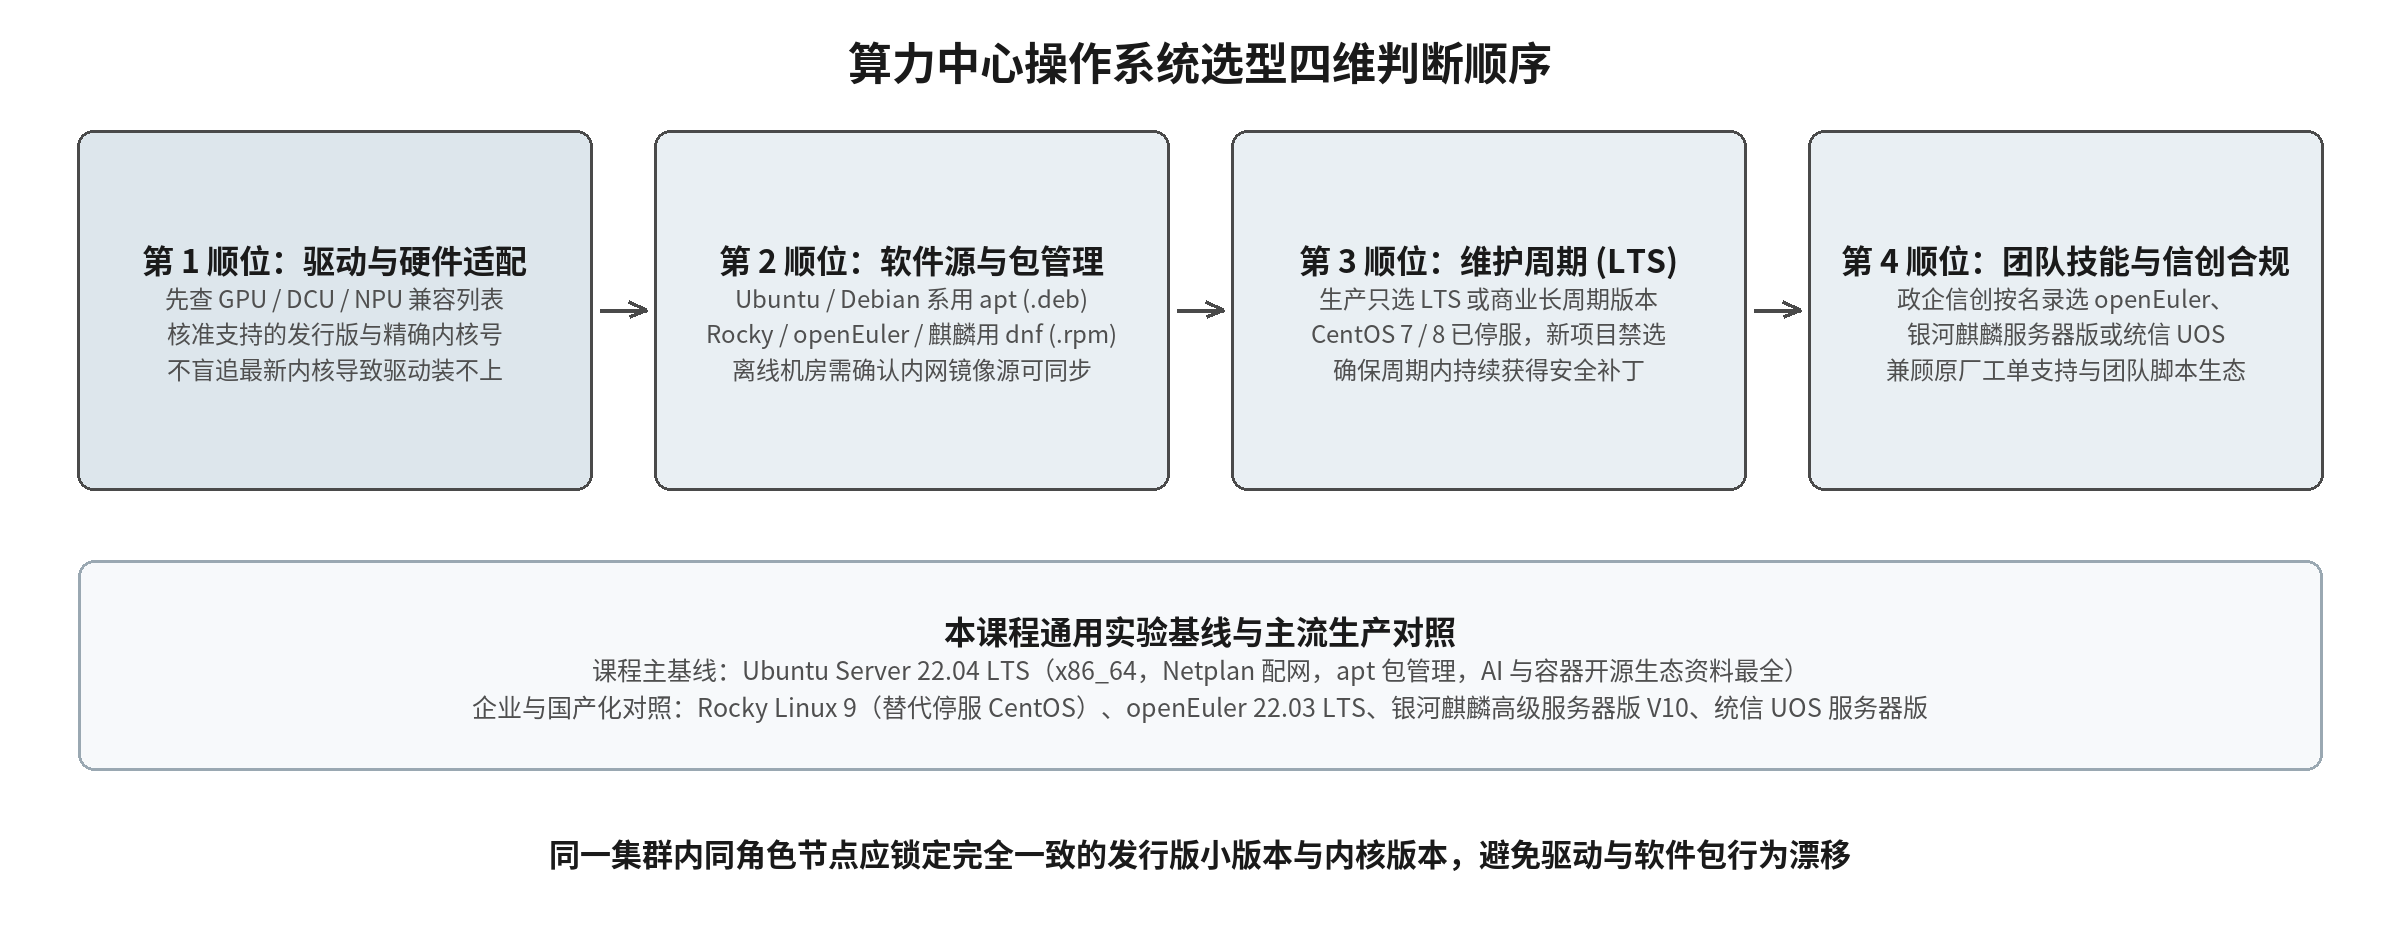 算力中心操作系统选型四维判断顺序
第 1 顺位：驱动与硬件适配
先查 GPU / DCU / NPU 兼容列表
核准支持的发行版与精确内核号
不盲追最新内核导致驱动装不上
第 2 顺位：软件源与包管理
Ubuntu / Debian 系用 apt (.deb)
Rocky / openEuler / 麒麟用 dnf (.rpm)
离线机房需确认内网镜像源可同步
第 3 顺位：维护周期 (LTS)
生产只选 LTS 或商业长周期版本
CentOS 7 / 8 已停服，新项目禁选
确保周期内持续获得安全补丁
第 4 顺位：团队技能与信创合规
政企信创按名录选 openEuler、
银河麒麟服务器版或统信 UOS
兼顾原厂工单支持与团队脚本生态
本课程通用实验基线与主流生产对照
课程主基线：Ubuntu Server 22.04 LTS（x86_64，Netplan 配网，apt 包管理，AI 与容器开源生态资料最全）
企业与国产化对照：Rocky Linux 9（替代停服 CentOS）、openEuler 22.03 LTS、银河麒麟高级服务器版 V10、统信 UOS 服务器版
同一集群内同角色节点应锁定完全一致的发行版小版本与内核版本，避免驱动与软件包行为漂移